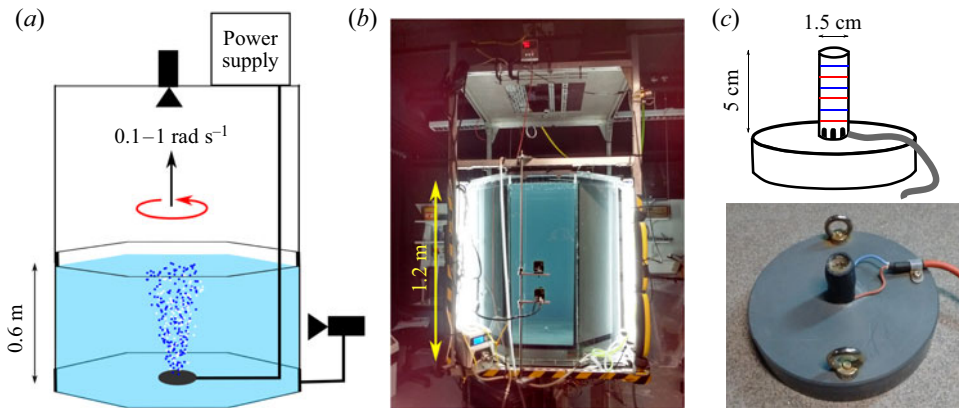 (a)
Power
supply
0.1–1 rad s⁻¹
0.6 m
(b)
1.2 m
(c)
1.5 cm
5 cm